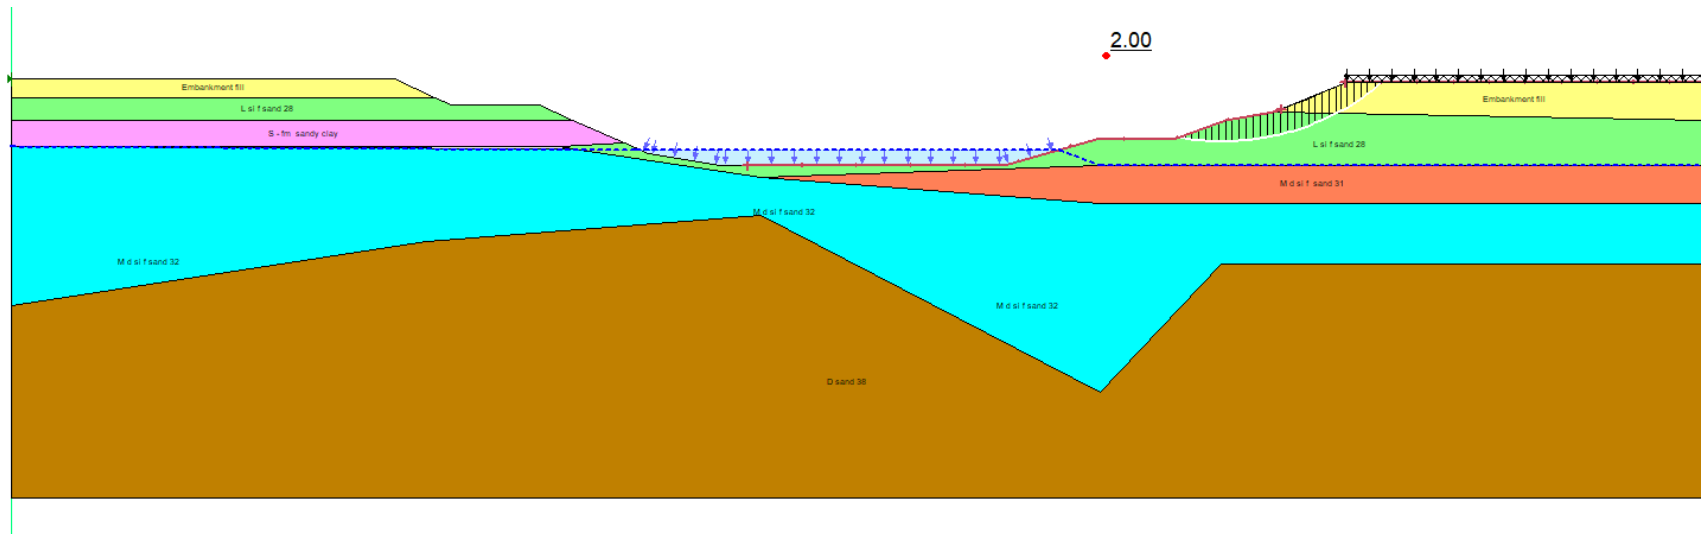 2.00
Embankment fill
Embankment fill
L sl f sand 28
S - fm sandy clay
L sl f sand 28
M d sl f sand 31
M d sl f sand 32
M d sl f sand 32
M d sl f sand 32
D sand 38